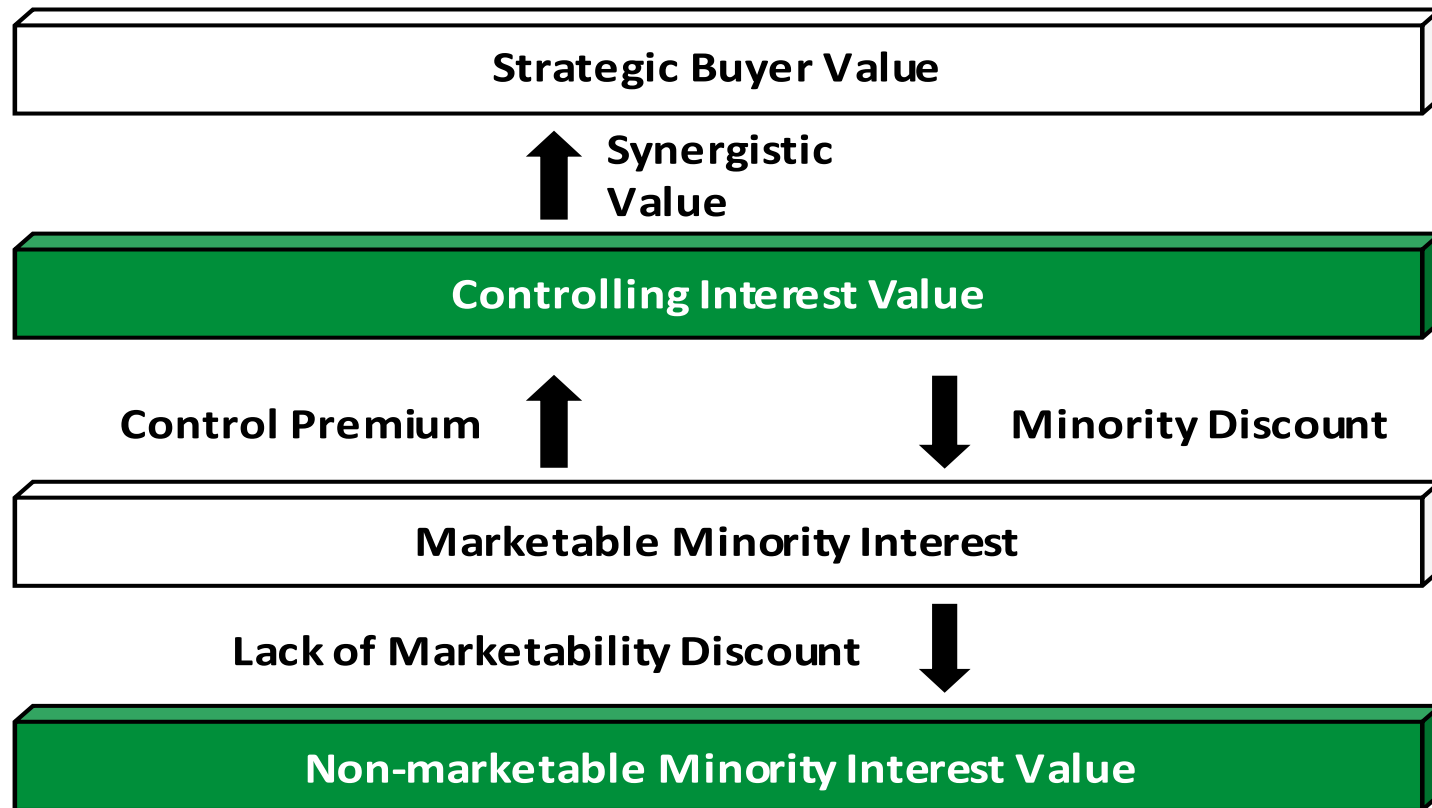 Strategic Buyer Value
Synergistic
Value
Controlling Interest Value
Control Premium
Minority Discount
Marketable Minority Interest
Lack of Marketability Discount
Non-marketable Minority Interest Value